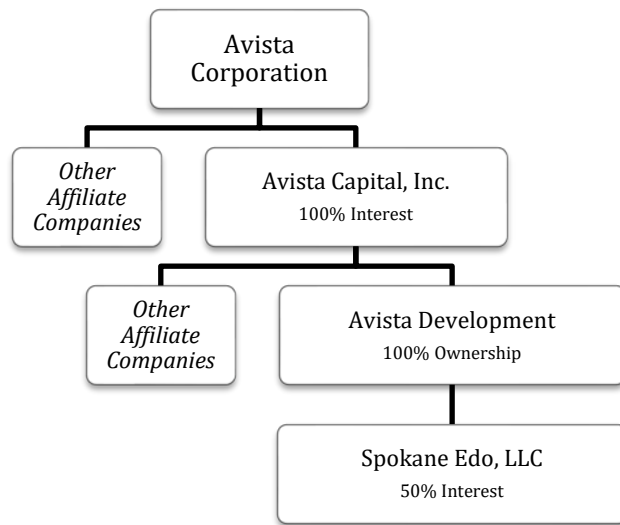 Avista
Corporation
Other
Affiliate
Companies
Avista Capital, Inc.
100% Interest
Other
Affiliate
Companies
Avista Development
100% Ownership
Spokane Edo, LLC
50% Interest